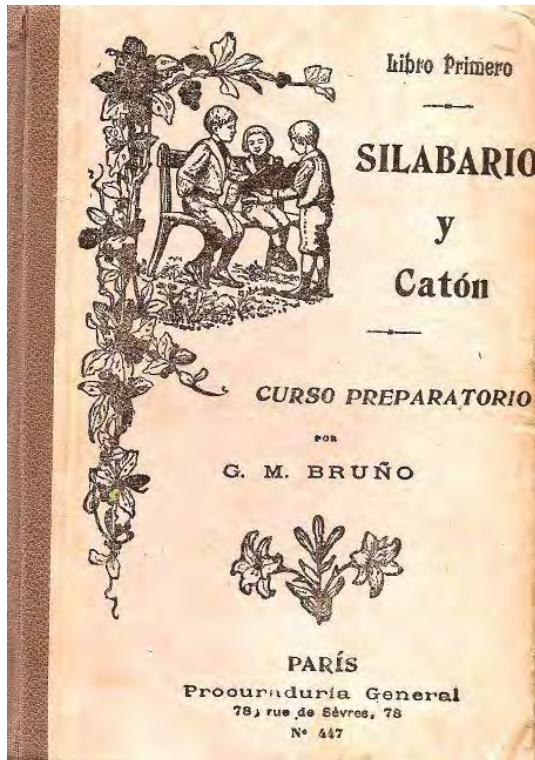 Libro Primero
SILABARIO
y
Catón
CURSO PREPARATORIO
POR
G. M. BRUÑO
PARÍS
Procuraduría General
78, rue de Sèvres, 78
Nº 447